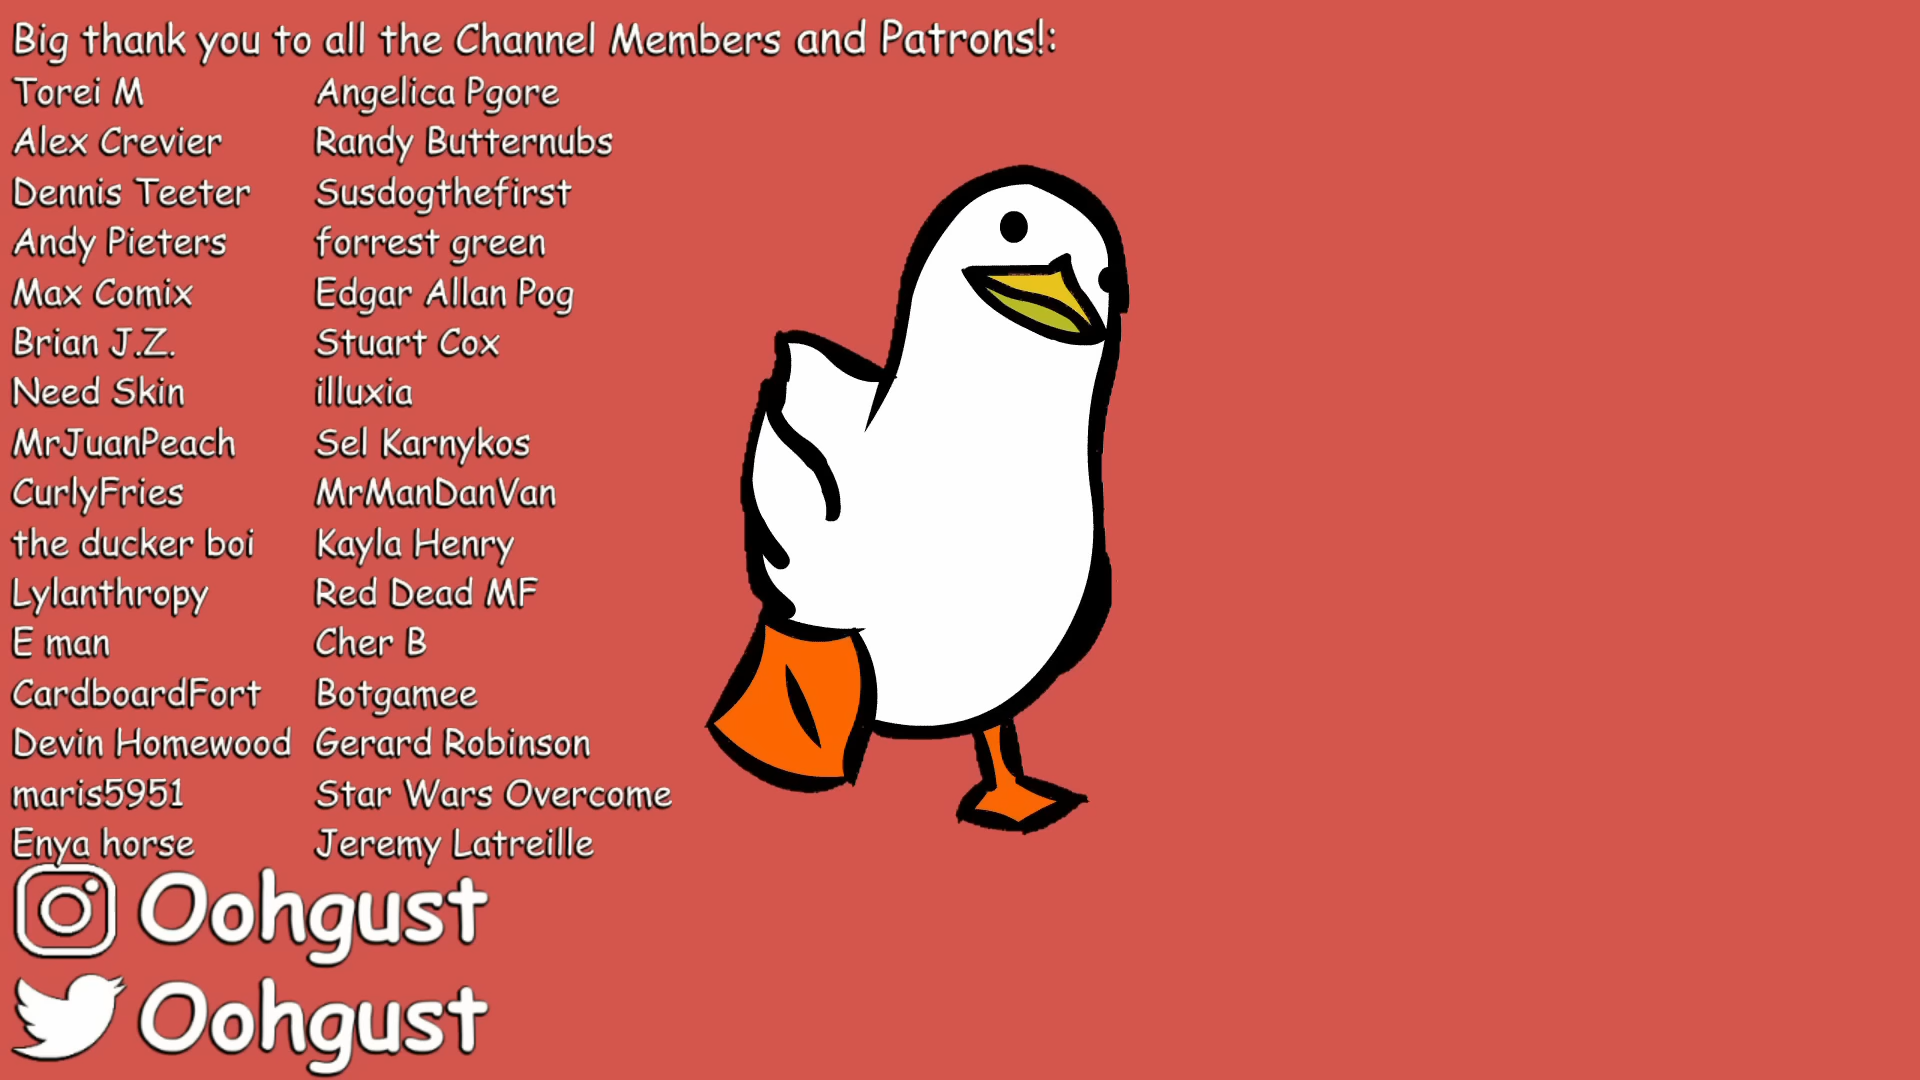 Big thank you to all the Channel Members and Patrons!:
Torei M
Alex Crevier
Dennis Teeter
Andy Pieters
Max Comix
Brian J.Z.
Need Skin
MrJuanPeach
CurlyFries
the ducker boi
Lylanthropy
E man
CardboardFort
Devin Homewood
maris5951
Enya horse
Angelica Pgore
Randy Butternubs
Susdogthefirst
forrest green
Edgar Allan Pog
Stuart Cox
illuxia
Sel Karnykos
MrManDanVan
Kayla Henry
Red Dead MF
Cher B
Botgamee
Gerard Robinson
Star Wars Overcome
Jeremy Latreille
Oohgust
Oohgust